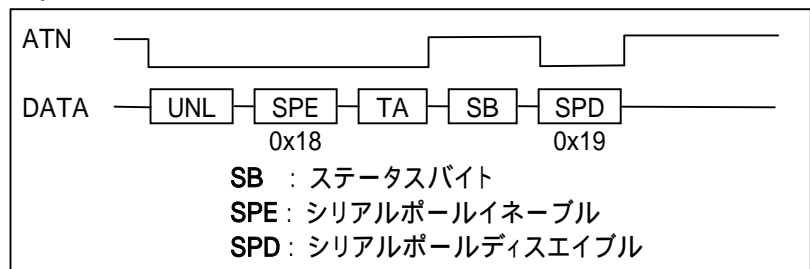 ATN
DATA UNL SPE TA SB SPD
0x18 0x19
SB : ステータスバイト
SPE : シリアルポールイネーブル
SPD : シリアルポールディスエイブル